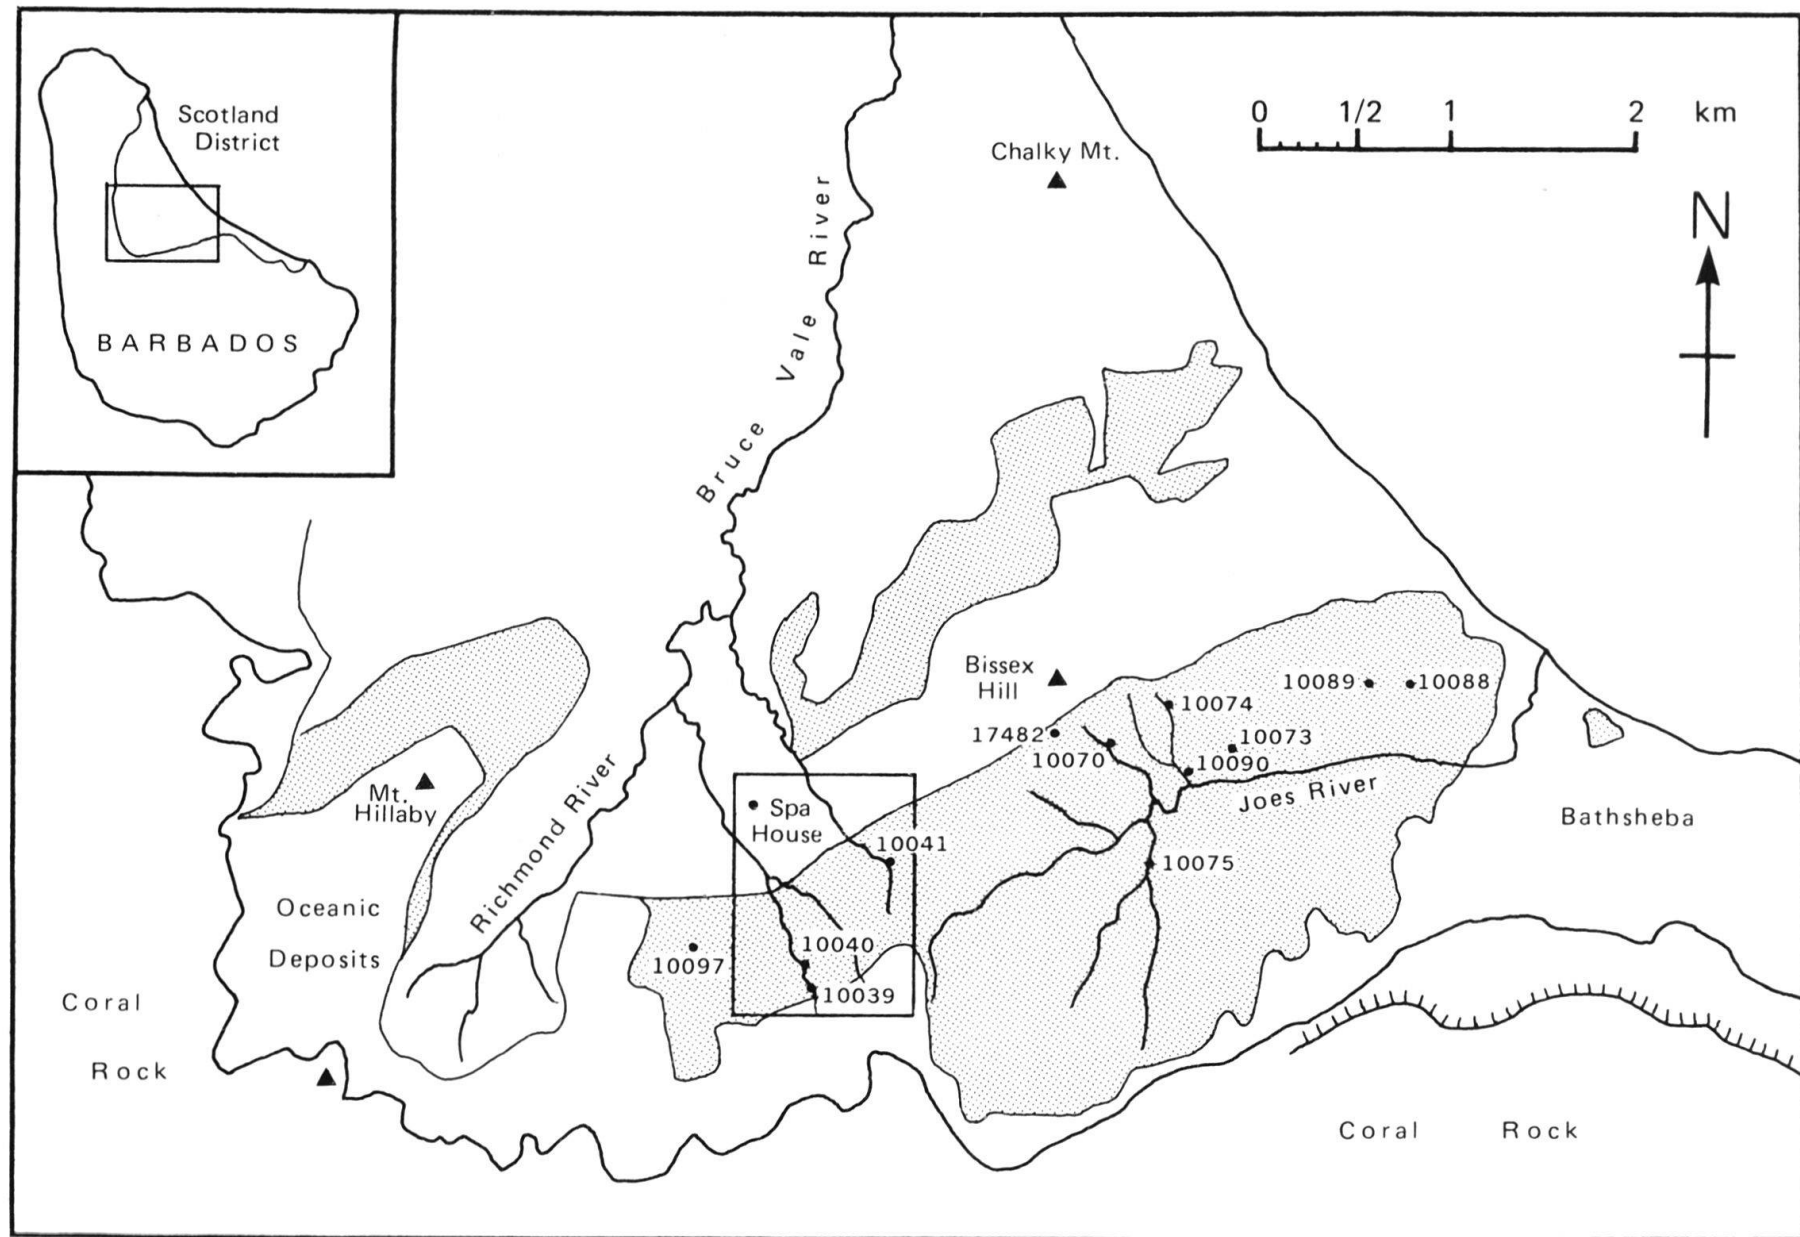 Scotland
District
BARBADOS
0 1/2 1 2 km
Chalky Mt.
N
Bruce Vale River
Bissex
Hill
10089
10088
10074
17482
10073
10070
10090
Joes River
Mt.
Hillaby
Richmond River
Spa
House
Bathsheba
10041
10075
Oceanic
Deposits
10040
10097
10039
Coral
Rock
Coral Rock